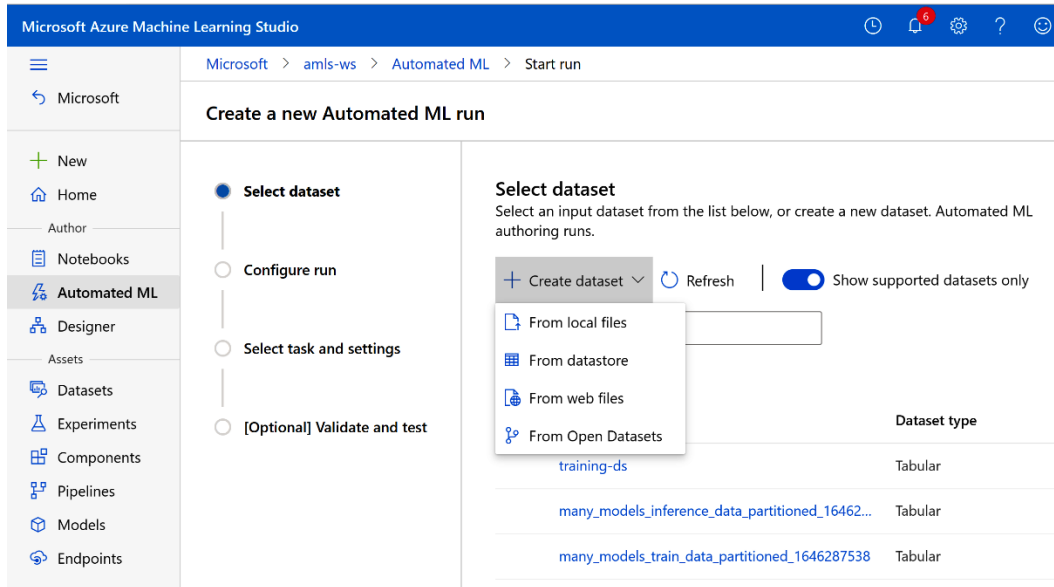 Microsoft Azure Machine Learning Studio
6
Microsoft > amls-ws > Automated ML > Start run
Microsoft
Create a new Automated ML run
New
Home
Author
Notebooks
Automated ML
Designer
Assets
Datasets
Experiments
Components
Pipelines
Models
Endpoints
Select dataset
Configure run
Select task and settings
[Optional] Validate and test
Select dataset
Select an input dataset from the list below, or create a new dataset. Automated ML
authoring runs.
+ Create dataset
Refresh
Show supported datasets only
From local files
From datastore
From web files
From Open Datasets
Dataset type
training-ds Tabular
many_models_inference_data_partitioned_16462... Tabular
many_models_train_data_partitioned_1646287538 Tabular